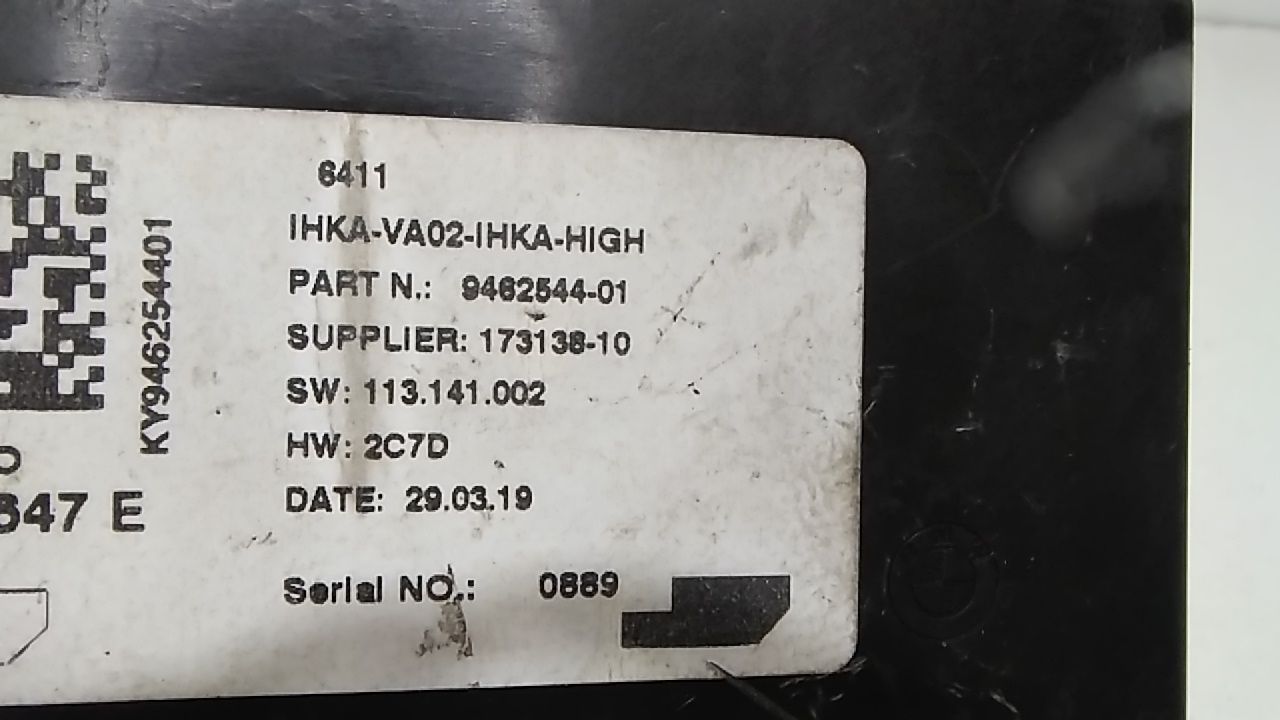 6411
IHKA-VA02-IHKA-HIGH
PART N.: 9462544-01
SUPPLIER: 173138-10
SW: 113.141.002
HW: 2C7D
DATE: 29.03.19
Serial NO.: 0889
KY946254401
847 E